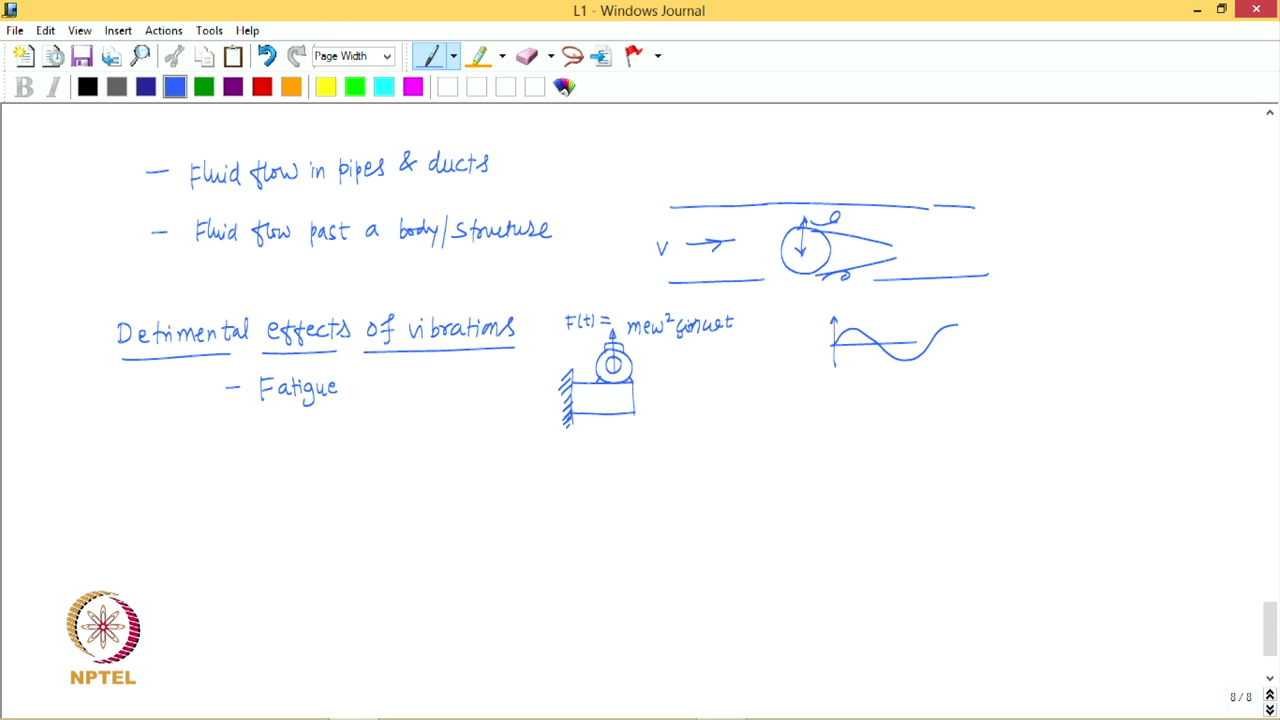 L1 - Windows Journal
File Edit View Insert Actions Tools Help
Page Width
B I
— Fluid flow in pipes & ducts
— Fluid flow past a body/structure
V
Detrimental effects of vibrations
F(t) = meω² sinωt
— Fatigue
NPTEL
8 / 8